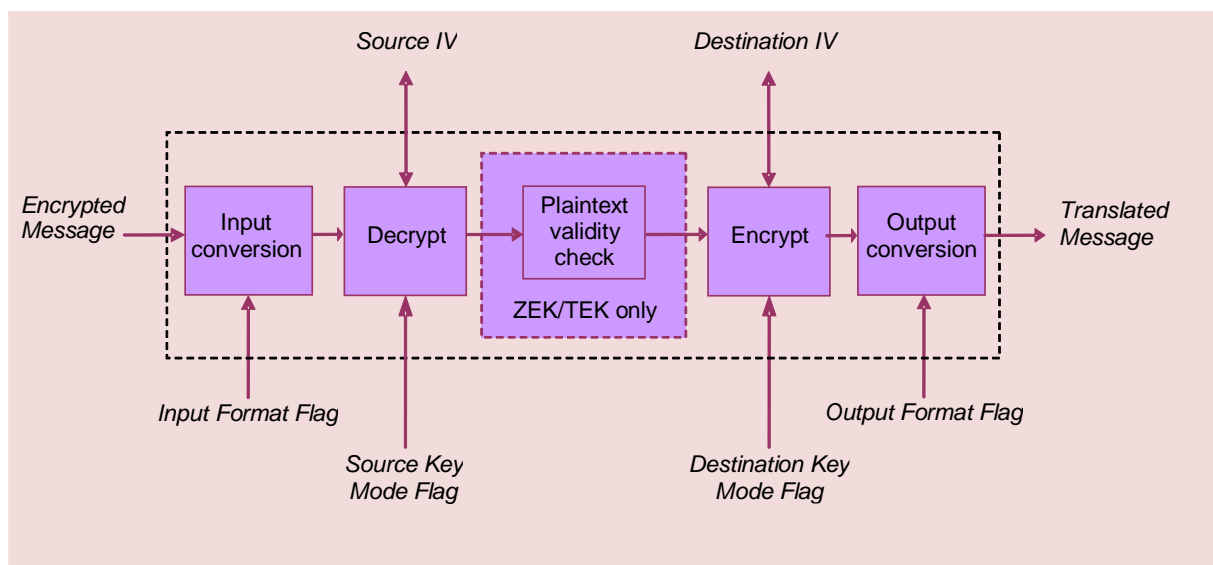 Source IV
Destination IV
Encrypted
Message
Input
conversion
Decrypt
Plaintext
validity
check
ZEK/TEK only
Encrypt
Output
conversion
Translated
Message
Input Format Flag
Output Format Flag
Source Key
Mode Flag
Destination Key
Mode Flag